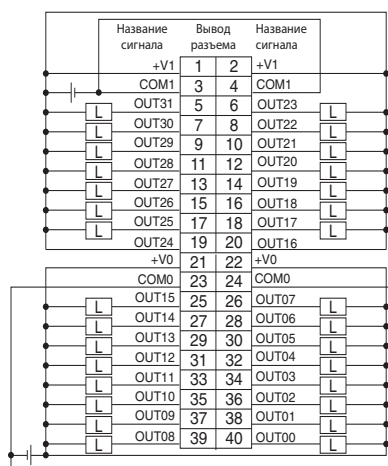 Название сигнала Вывод разъема Название сигнала
+V1 1 2 +V1
COM1 3 4 COM1
L OUT31 5 6 OUT23 L
L OUT30 7 8 OUT22 L
L OUT29 9 10 OUT21 L
L OUT28 11 12 OUT20 L
L OUT27 13 14 OUT19 L
L OUT26 15 16 OUT18 L
L OUT25 17 18 OUT17 L
L OUT24 19 20 OUT16 L
+V0 21 22 +V0
COM0 23 24 COM0
L OUT15 25 26 OUT07 L
L OUT14 27 28 OUT06 L
L OUT13 29 30 OUT05 L
L OUT12 31 32 OUT04 L
L OUT11 33 34 OUT03 L
L OUT10 35 36 OUT02 L
L OUT09 37 38 OUT01 L
L OUT08 39 40 OUT00 L